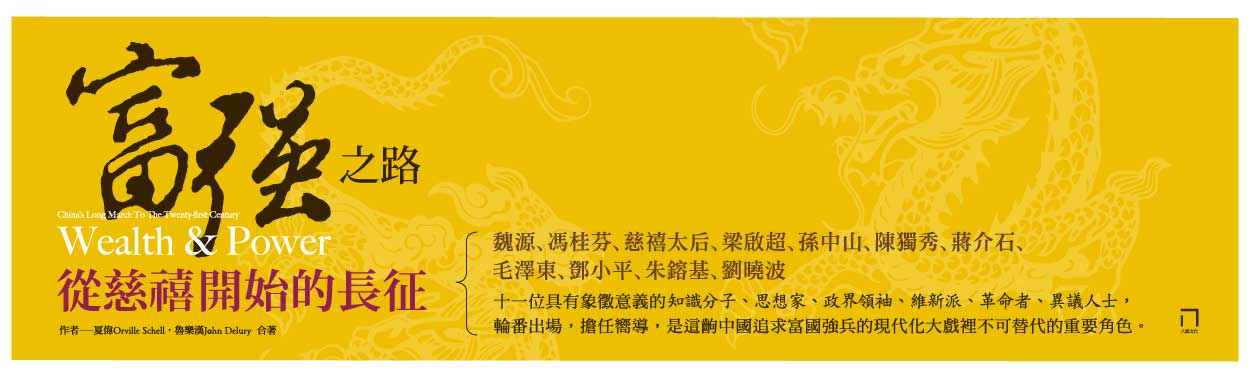 富強之路
China's Long March To The Twenty-first Century
Wealth & Power
從慈禧開始的長征
作者──夏偉Orville Schell，魯樂漢John Delury 合著
魏源、馮桂芬、慈禧太后、梁啟超、孫中山、陳獨秀、蔣介石、
毛澤東、鄧小平、朱鎔基、劉曉波
十一位具有象徵意義的知識分子、思想家、政界領袖、維新派、革命者、異議人士，
輪番出場，擔任嚮導，是這齣中國追求富國強兵的現代化大戲裡不可替代的重要角色。
八旗文化